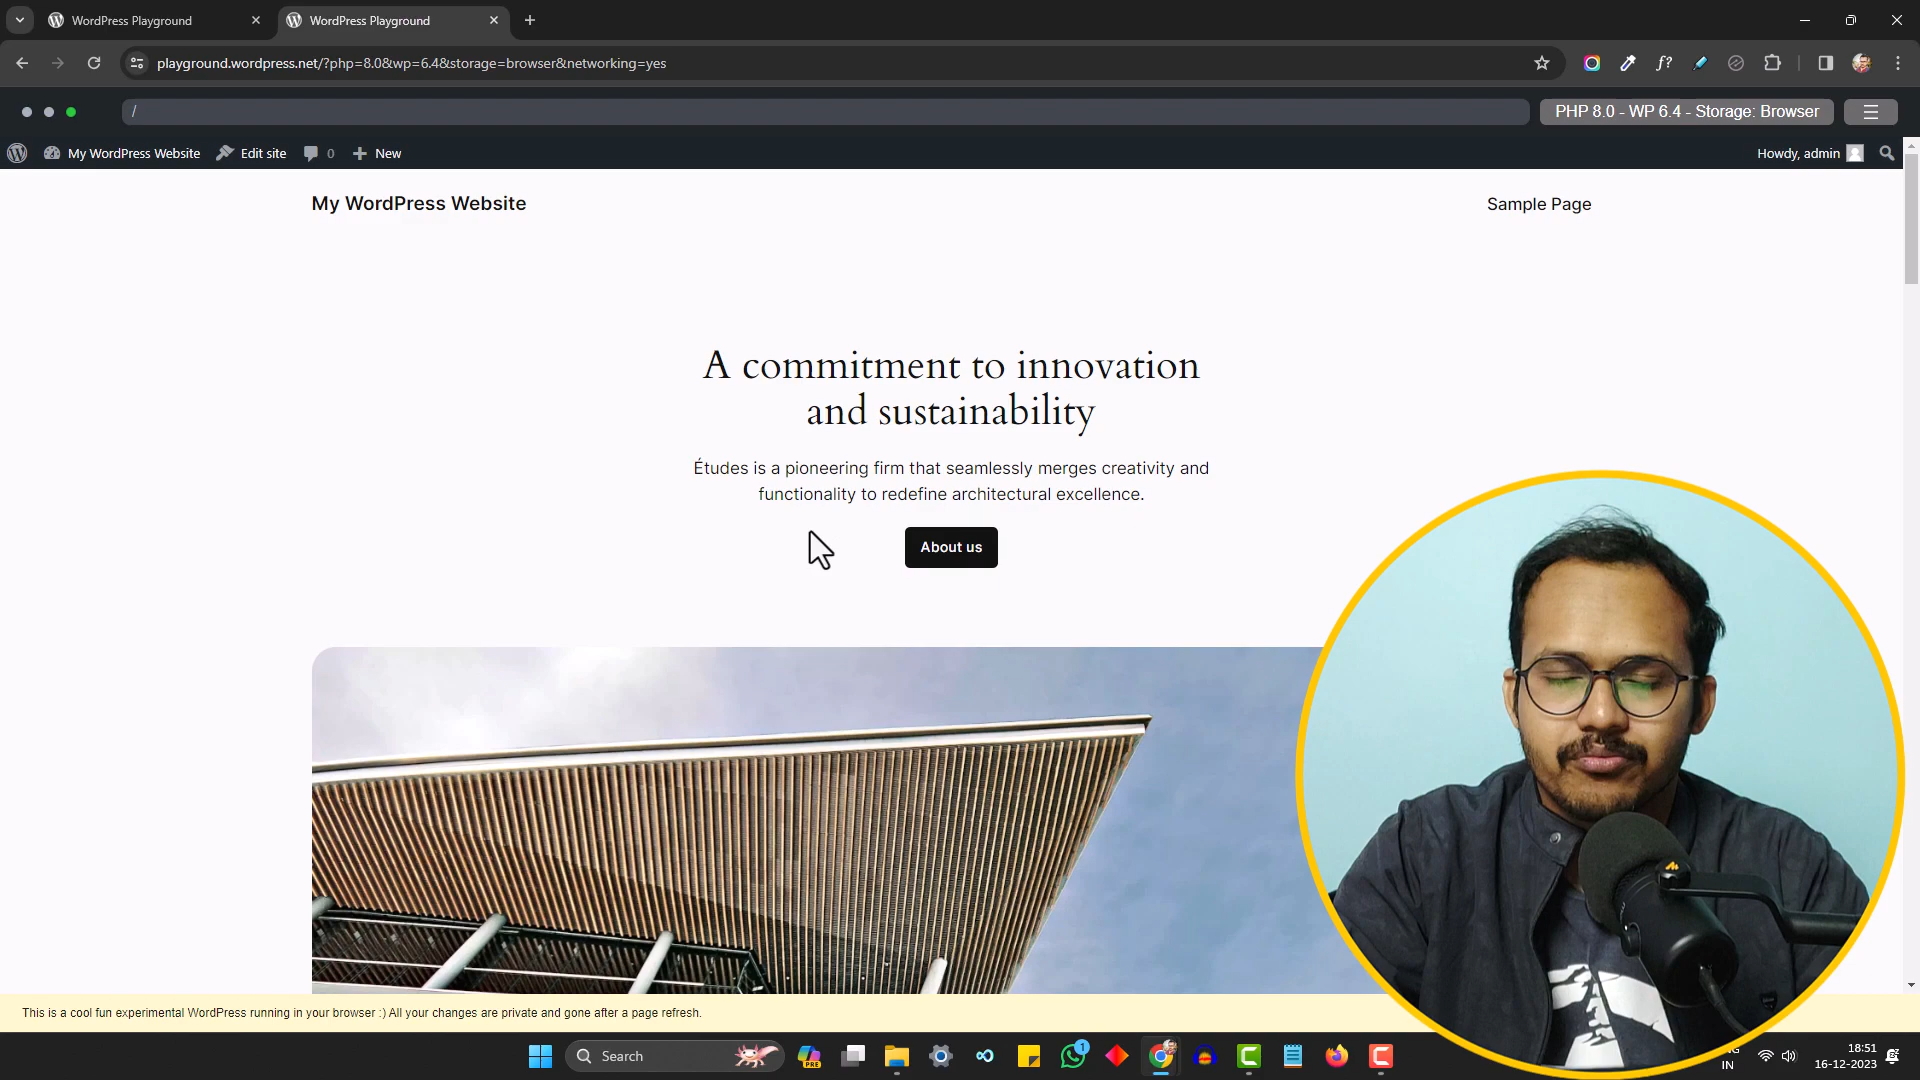 WordPress Playground
WordPress Playground
playground.wordpress.net/?php=8.0&wp=6.4&storage=browser&networking=yes
f?
/
PHP 8.0 - WP 6.4 - Storage: Browser
My WordPress Website
Edit site
0
New
Howdy, admin
My WordPress Website
Sample Page
A commitment to innovation
and sustainability
Études is a pioneering firm that seamlessly merges creativity and
functionality to redefine architectural excellence.
About us
This is a cool fun experimental WordPress running in your browser :) All your changes are private and gone after a page refresh.
Search
PRE
1
IN
18:51
16-12-2023